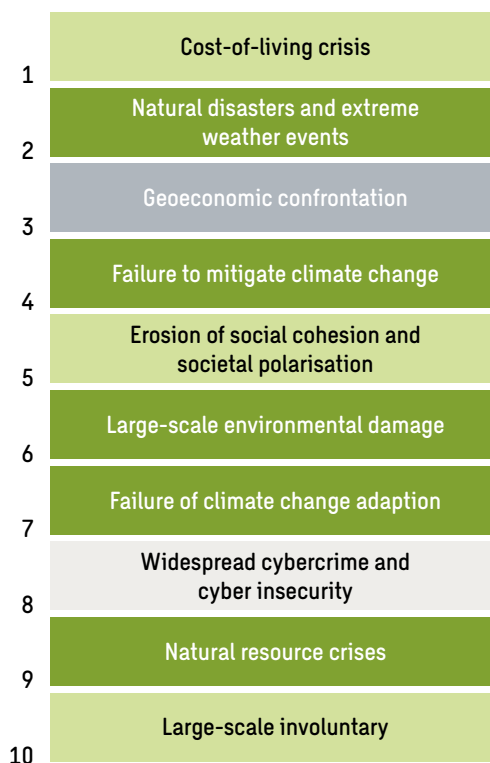 Cost-of-living crisis
1
Natural disasters and extreme
weather events
2
Geoeconomic confrontation
3
Failure to mitigate climate change
4
Erosion of social cohesion and
societal polarisation
5
Large-scale environmental damage
6
Failure of climate change adaption
7
Widespread cybercrime and
cyber insecurity
8
Natural resource crises
9
Large-scale involuntary
10